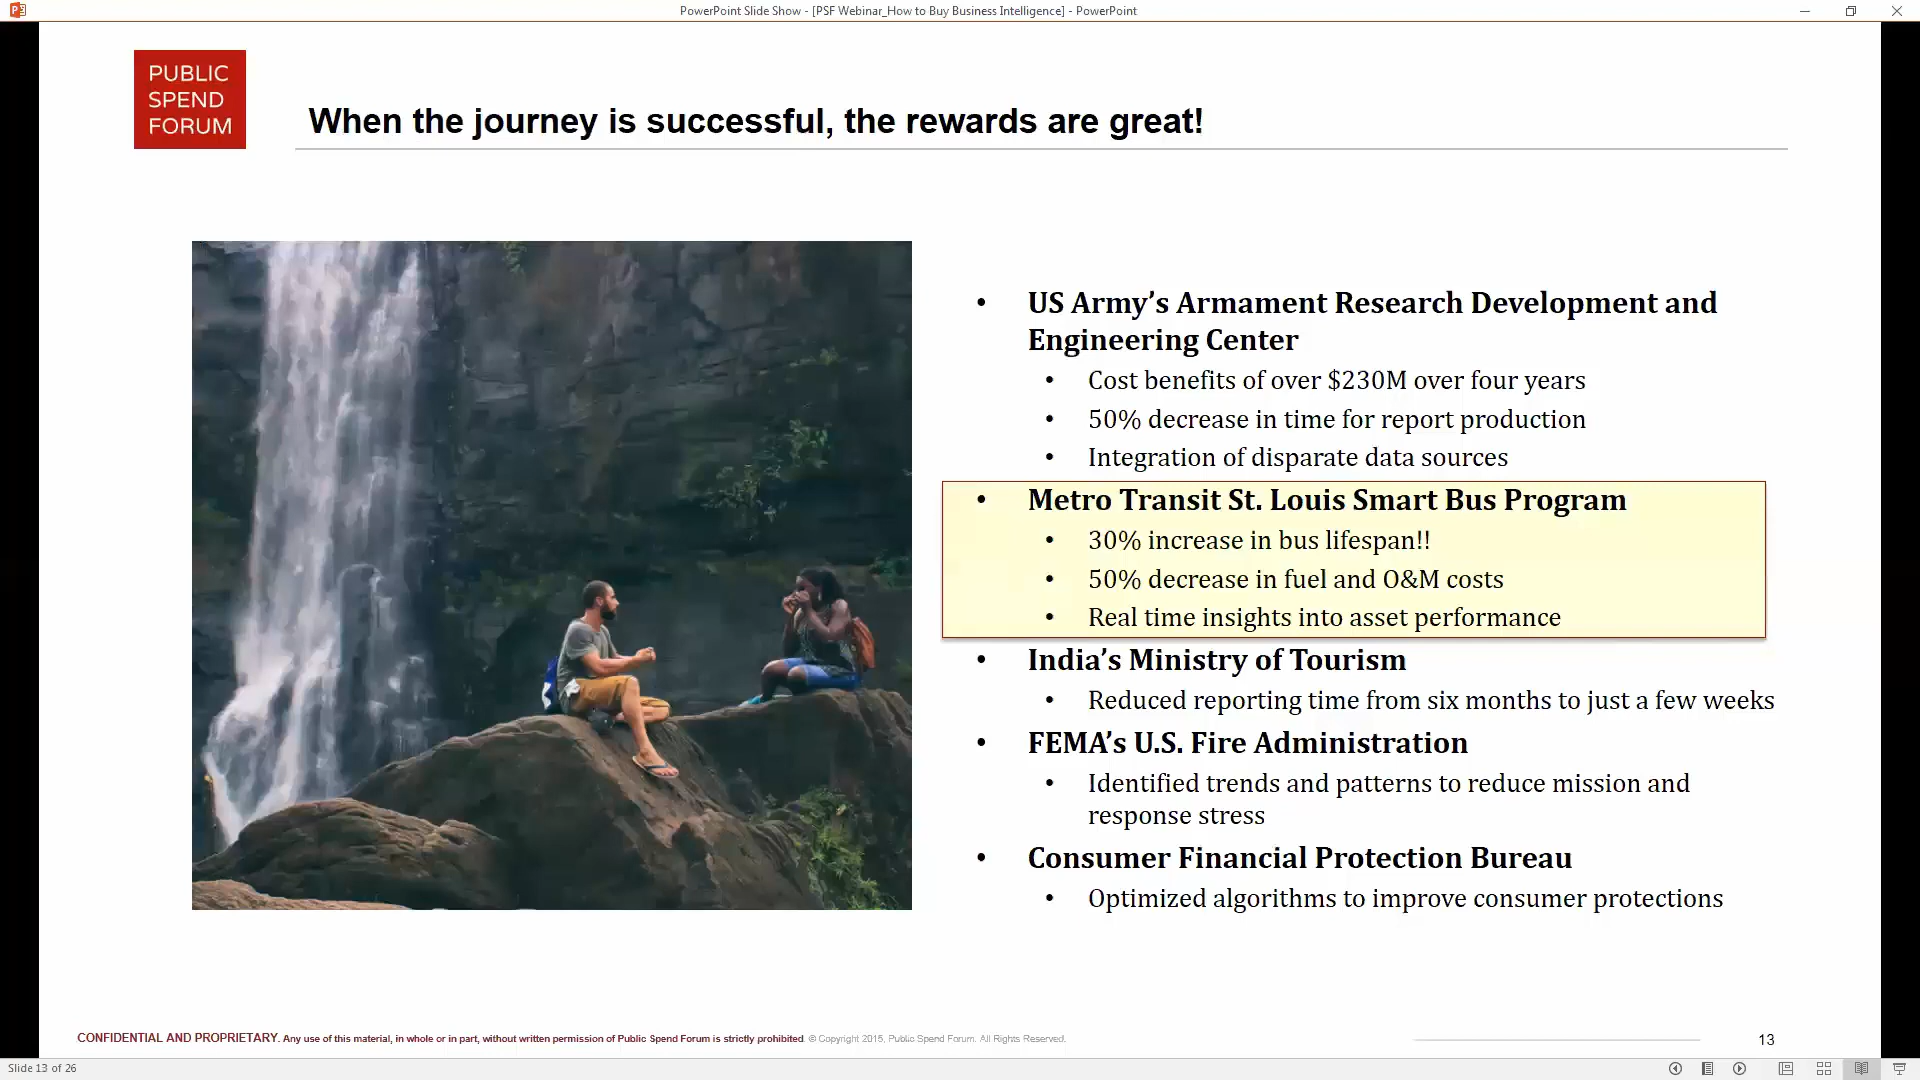 PowerPoint Slide Show - [PSF Webinar_How to Buy Business Intelligence] - PowerPoint
PUBLIC
SPEND
FORUM
When the journey is successful, the rewards are great!
• US Army’s Armament Research Development and
Engineering Center
• Cost benefits of over $230M over four years
• 50% decrease in time for report production
• Integration of disparate data sources
• Metro Transit St. Louis Smart Bus Program
• 30% increase in bus lifespan!!
• 50% decrease in fuel and O&M costs
• Real time insights into asset performance
• India’s Ministry of Tourism
• Reduced reporting time from six months to just a few weeks
• FEMA’s U.S. Fire Administration
• Identified trends and patterns to reduce mission and
response stress
• Consumer Financial Protection Bureau
• Optimized algorithms to improve consumer protections
CONFIDENTIAL AND PROPRIETARY. Any use of this material, in whole or in part, without written permission of Public Spend Forum is strictly prohibited. © Copyright 2015, Public Spend Forum. All Rights Reserved.
13
Slide 13 of 26